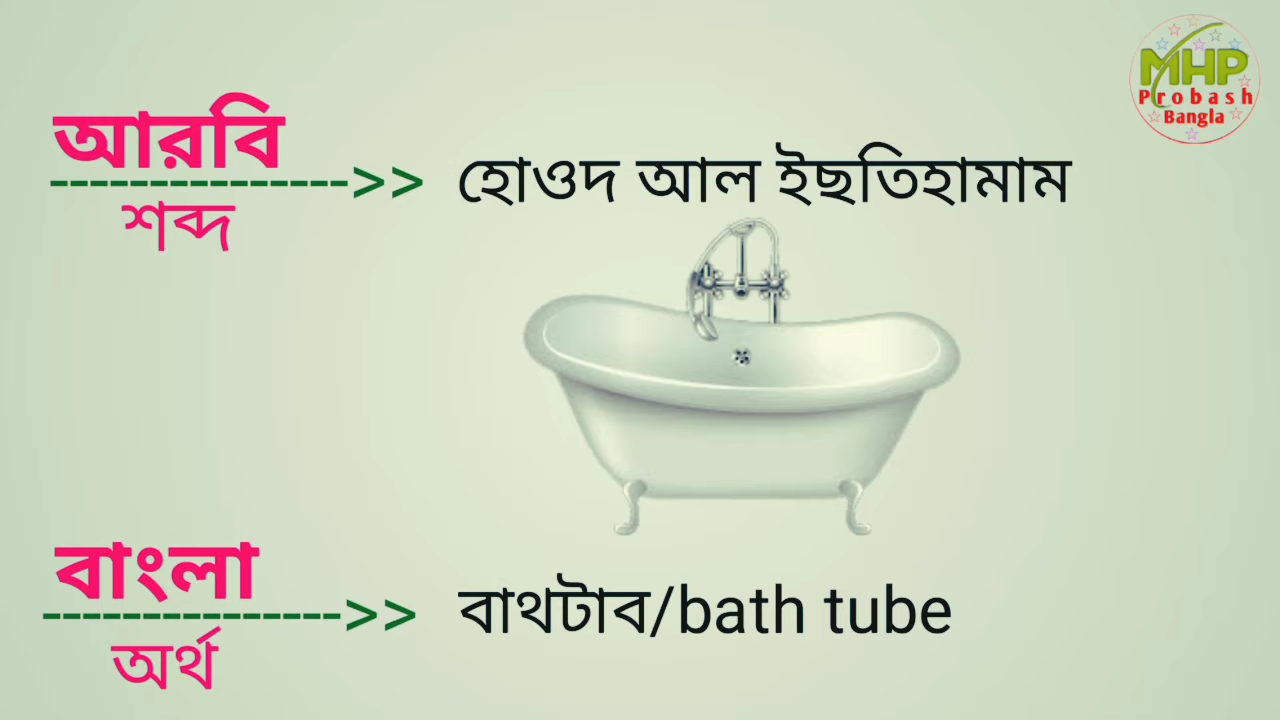 MHP
Probash
Bangla
আরবি
---------------->> হোওদ আল ইছতিহামাম
শব্দ
বাংলা
---------------->> বাথটাব/bath tube
অর্থ